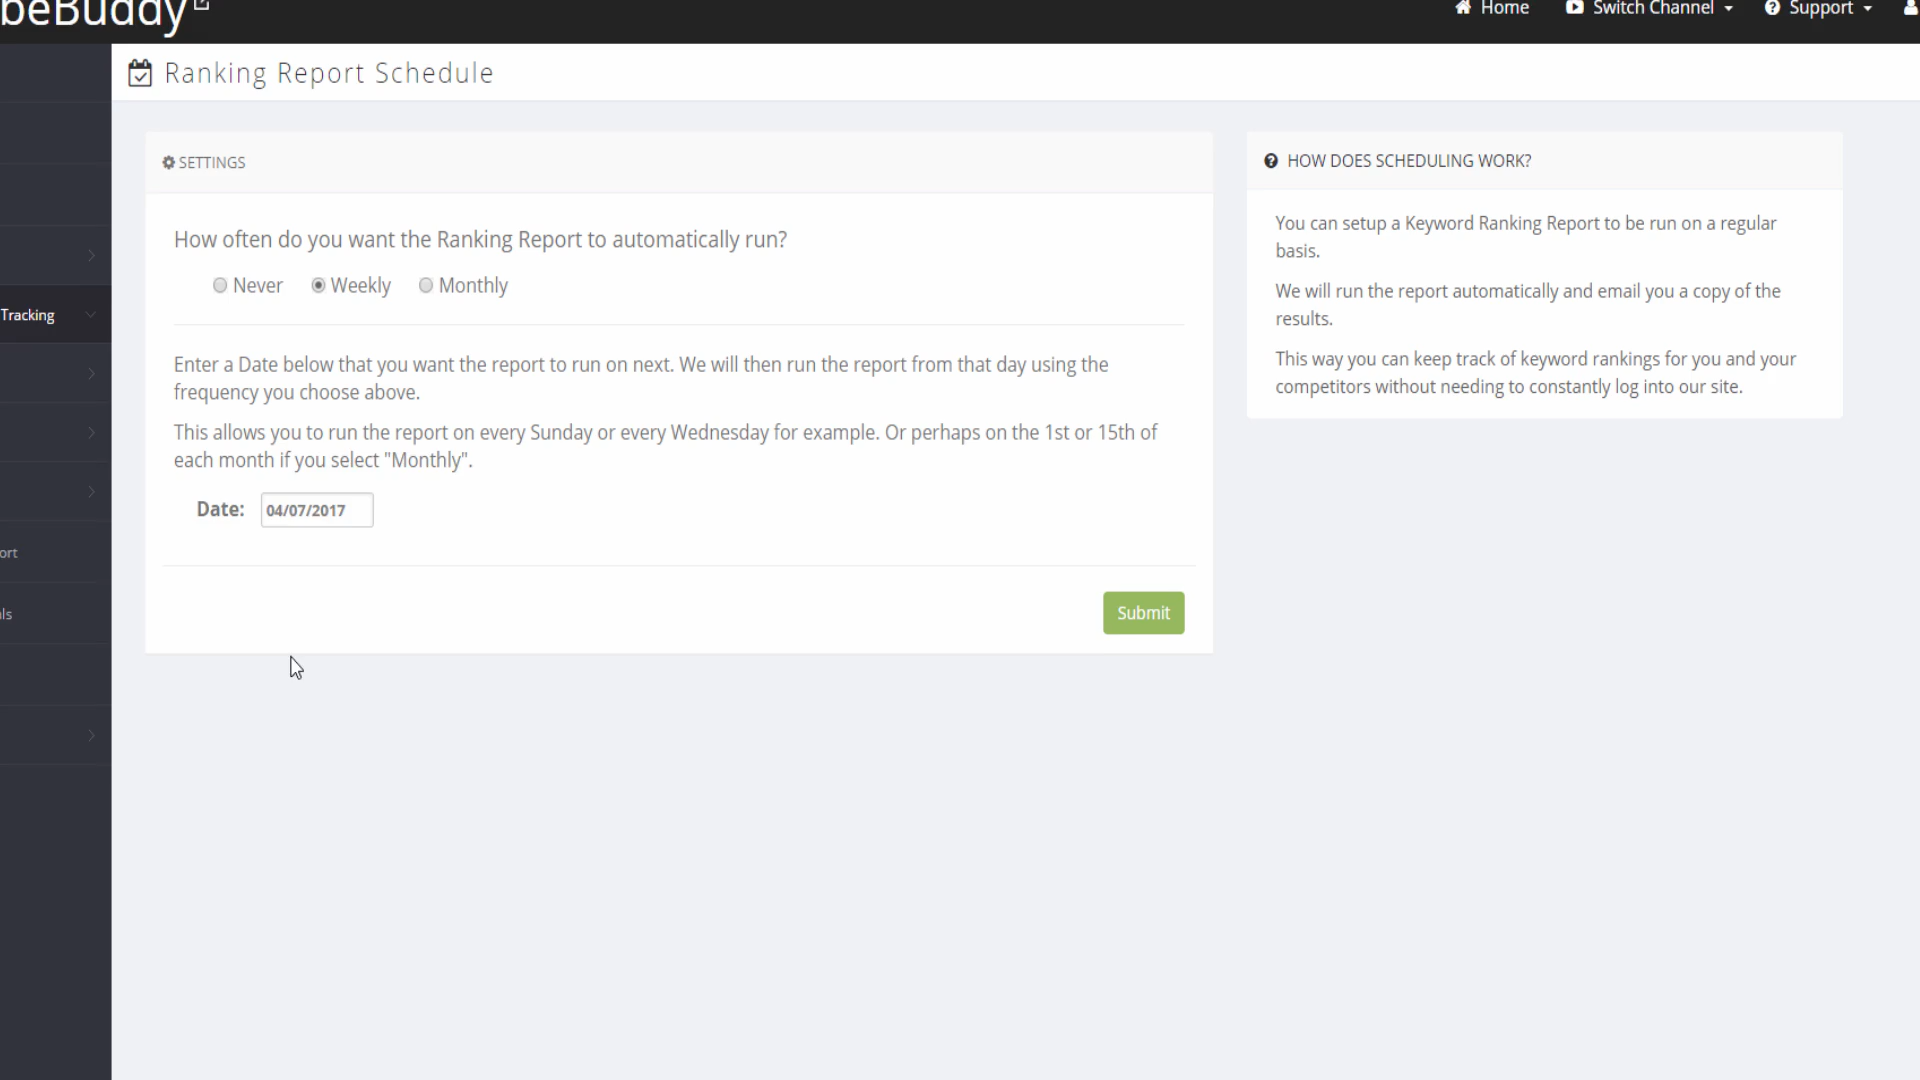 beBuddy
Home Switch Channel Support
Ranking Report Schedule
SETTINGS
How often do you want the Ranking Report to automatically run?
Never Weekly Monthly
Enter a Date below that you want the report to run on next. We will then run the report from that day using the
frequency you choose above.
This allows you to run the report on every Sunday or every Wednesday for example. Or perhaps on the 1st or 15th of
each month if you select "Monthly".
Date: 04/07/2017
Submit
HOW DOES SCHEDULING WORK?
You can setup a Keyword Ranking Report to be run on a regular
basis.
We will run the report automatically and email you a copy of the
results.
This way you can keep track of keyword rankings for you and your
competitors without needing to constantly log into our site.
Tracking
ort
ls